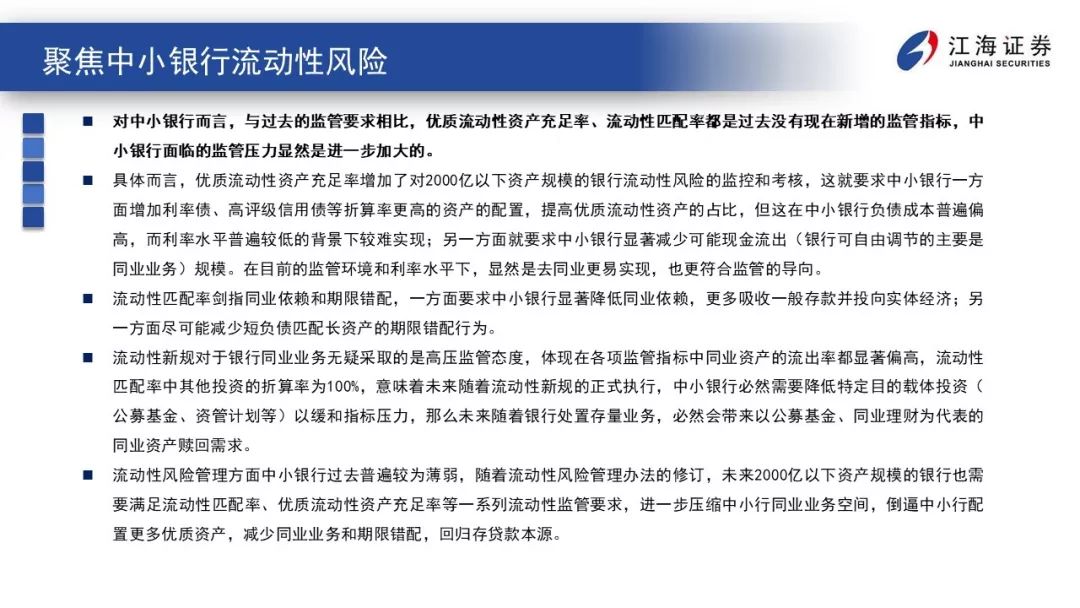 聚焦中小银行流动性风险
江海证券
JIANGHAI SECURITIES
对中小银行而言，与过去的监管要求相比，优质流动性资产充足率、流动性匹配率都是过去没有现在新增的监管指标，中
小银行面临的监管压力显然是进一步加大的。
具体而言，优质流动性资产充足率增加了对2000亿以下资产规模的银行流动性风险的监控和考核，这就要求中小银行一方
面增加利率债、高评级信用债等折算率更高的资产的配置，提高优质流动性资产的占比，但这在中小银行负债成本普遍偏
高，而利率水平普遍较低的背景下较难实现；另一方面就要求中小银行显著减少可能现金流出（银行可自由调节的主要是
同业业务）规模。在目前的监管环境和利率水平下，显然是去同业更易实现，也更符合监管的导向。
流动性匹配率剑指同业依赖和期限错配，一方面要求中小银行显著降低同业依赖，更多吸收一般存款并投向实体经济；另
一方面尽可能减少短负债匹配长资产的期限错配行为。
流动性新规对于银行同业业务无疑采取的是高压监管态度，体现在各项监管指标中同业资产的流出率都显著偏高，流动性
匹配率中其他投资的折算率为100%，意味着未来随着流动性新规的正式执行，中小银行必然需要降低特定目的载体投资（
公募基金、资管计划等）以缓和指标压力，那么未来随着银行处置存量业务，必然会带来以公募基金、同业理财为代表的
同业资产赎回需求。
流动性风险管理方面中小银行过去普遍较为薄弱，随着流动性风险管理办法的修订，未来2000亿以下资产规模的银行也需
要满足流动性匹配率、优质流动性资产充足率等一系列流动性监管要求，进一步压缩中小行同业业务空间，倒逼中小行配
置更多优质资产，减少同业业务和期限错配，回归存贷款本源。